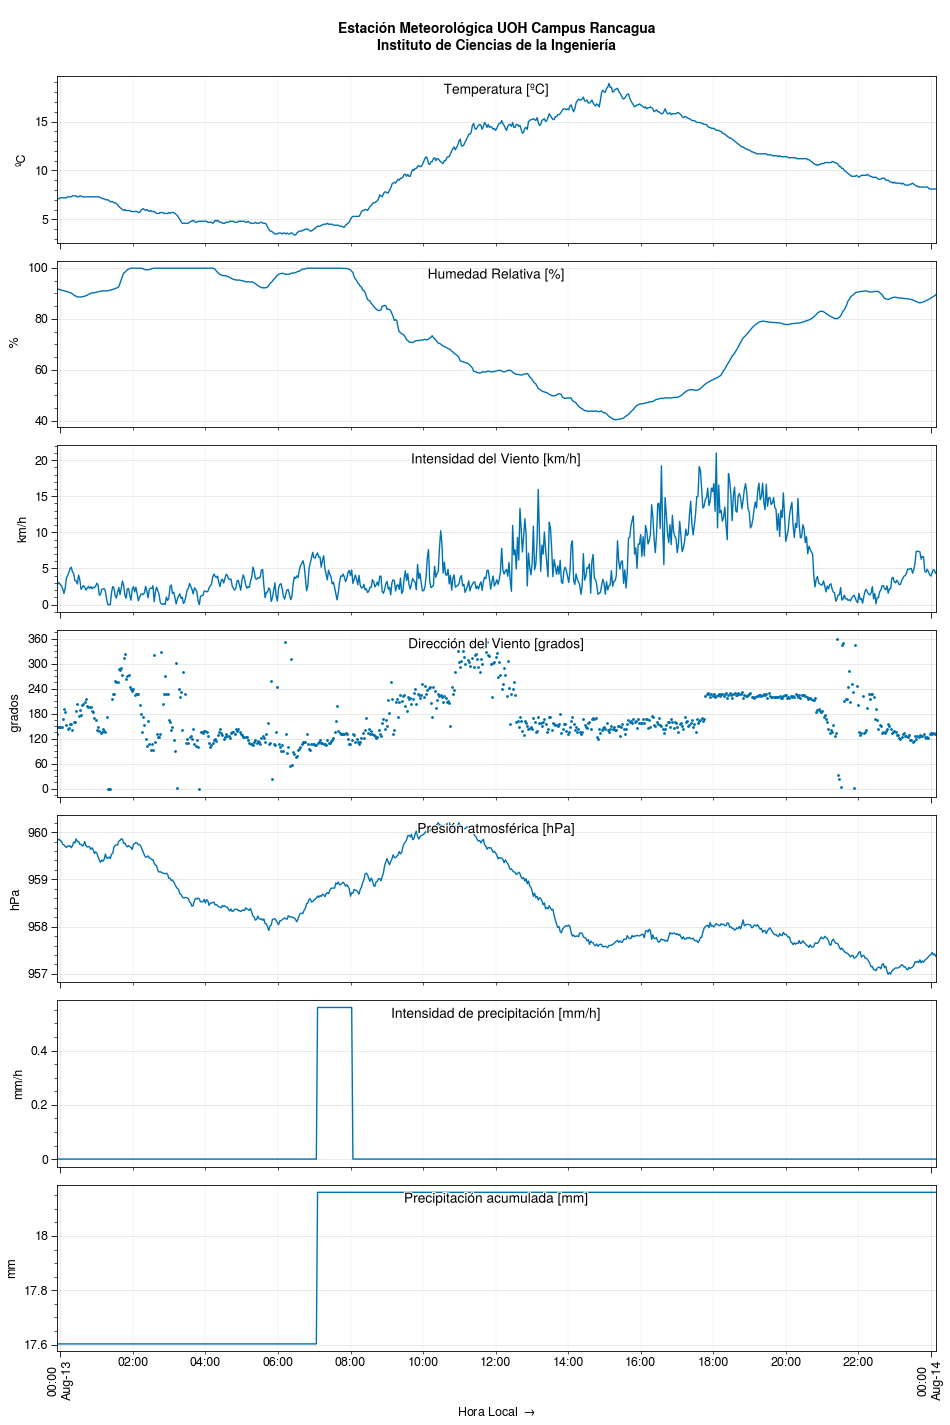 Estación Meteorológica UOH Campus Rancagua
Instituto de Ciencias de la Ingeniería
Temperatura [ºC]
15
10
5
ºC
Humedad Relativa [%]
100
80
60
40
%
Intensidad del Viento [km/h]
20
15
10
5
0
km/h
Dirección del Viento [grados]
360
300
240
180
120
60
0
grados
Presión atmosférica [hPa]
960
959
958
957
hPa
Intensidad de precipitación [mm/h]
0.4
0.2
0
mm/h
Precipitación acumulada [mm]
18
17.8
17.6
mm
00:00
Aug-13
02:00
04:00
06:00
08:00
10:00
12:00
14:00
16:00
18:00
20:00
22:00
00:00
Aug-14
Hora Local →